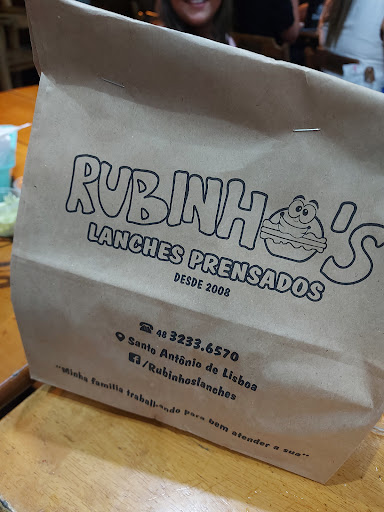 RUBINHO'S
LANCHES PRENSADOS
DESDE 2008
☎ 48 3233.6570
Santo Antônio de Lisboa
/Rubinhoslanches
"Minha família trabalhando para bem atender a sua"